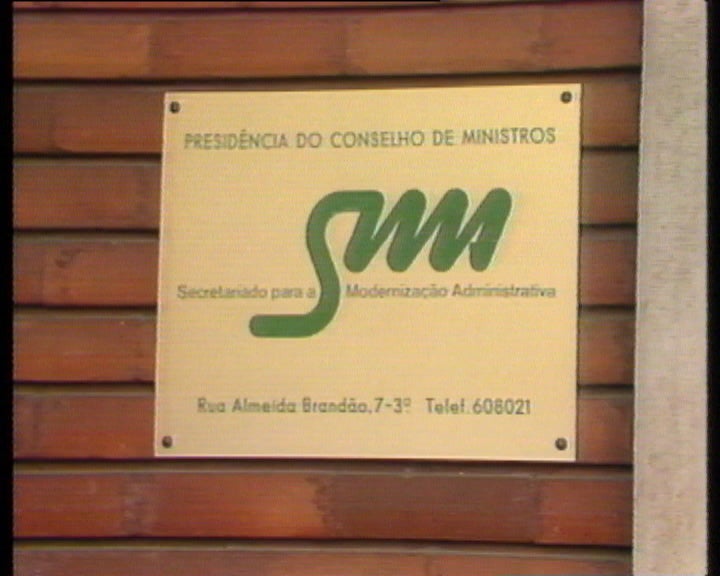 PRESIDÊNCIA DO CONSELHO DE MINISTROS
SMA
Secretariado para a Modernização Administrativa
Rua Almeida Brandão, 7-3º Telef. 608021